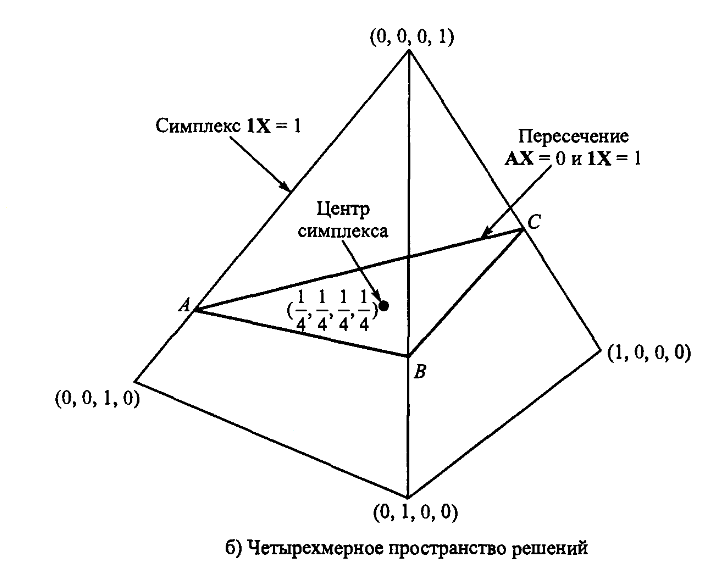 (0, 0, 0, 1)
Симплекс 1X = 1
Пересечение
AX = 0 и 1X = 1
Центр
симплекса
C
A
(1/4, 1/4, 1/4, 1/4)
B
(1, 0, 0, 0)
(0, 0, 1, 0)
(0, 1, 0, 0)
б) Четырехмерное пространство решений